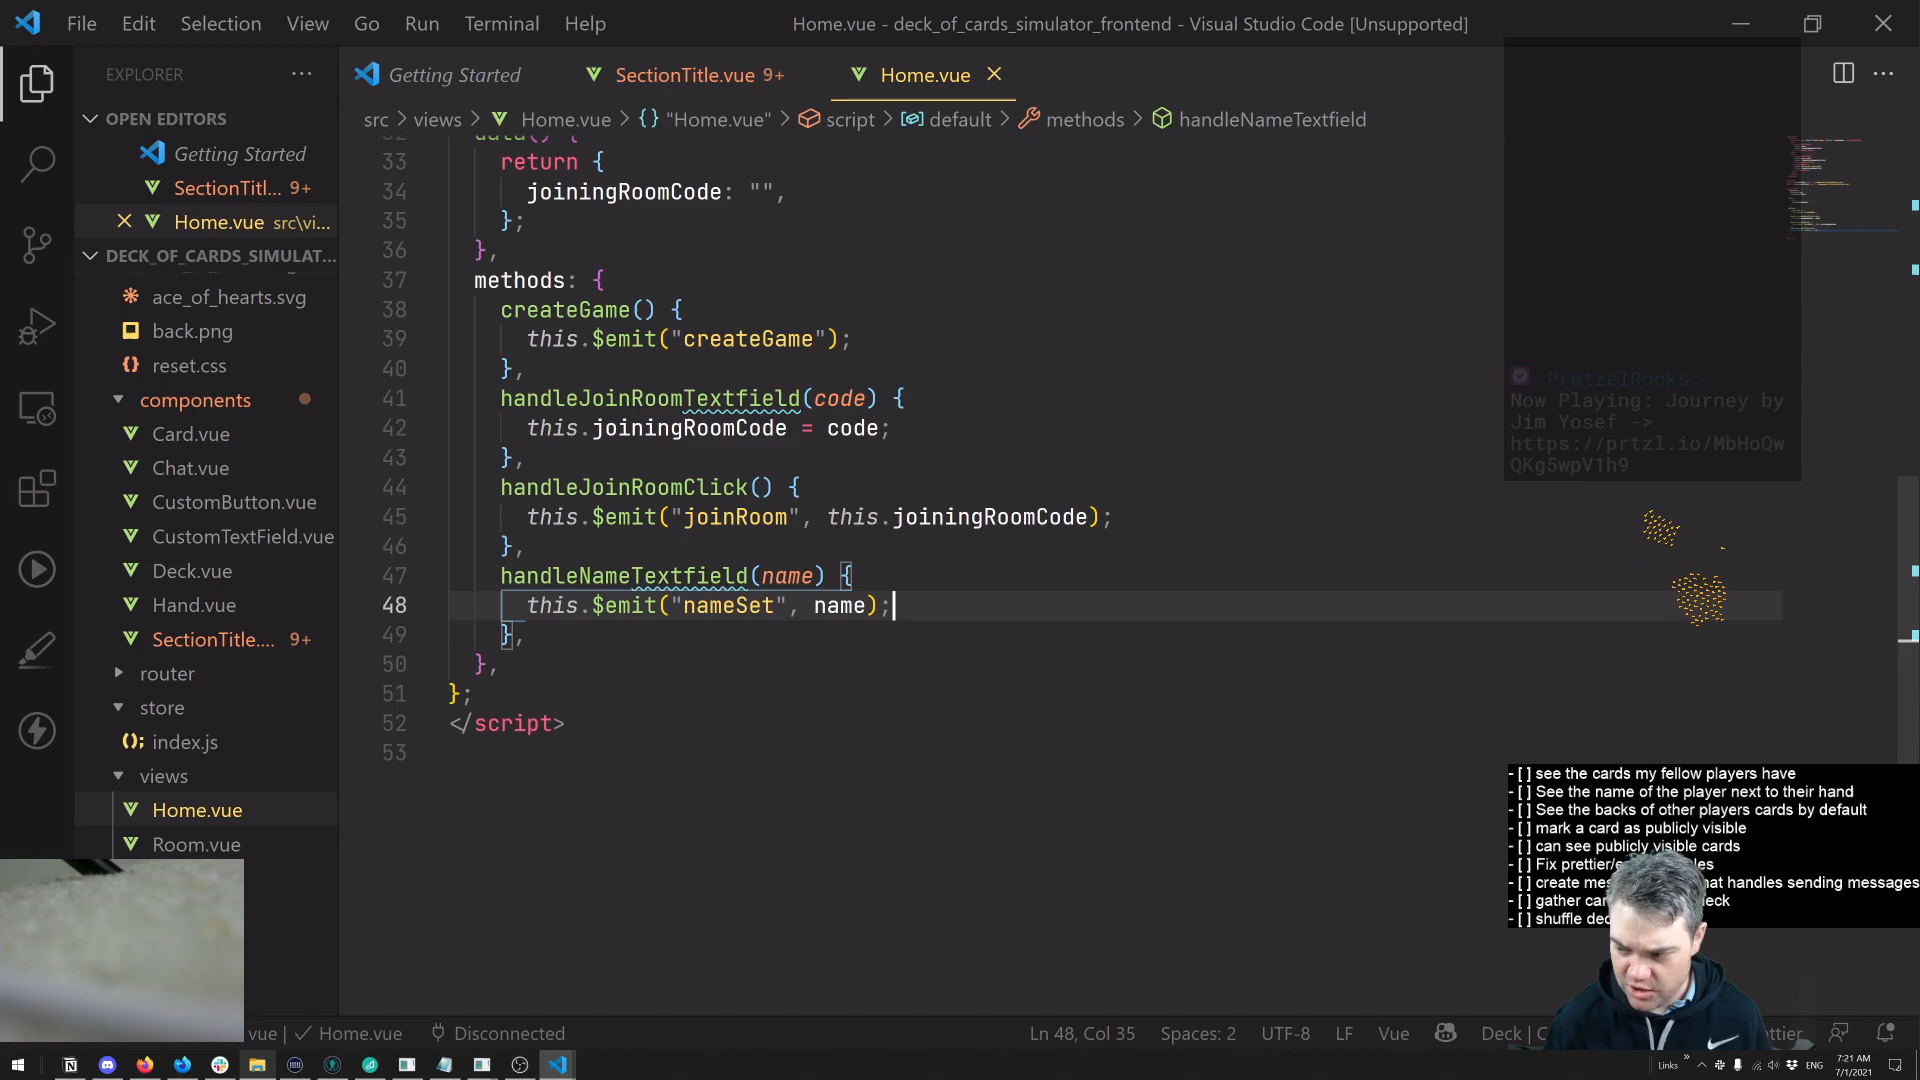 File Edit Selection View Go Run Terminal Help
Home.vue - deck_of_cards_simulator_frontend - Visual Studio Code [Unsupported]
EXPLORER
OPEN EDITORS
Getting Started
SectionTitl... 9+
Home.vue src\vi...
DECK_OF_CARDS_SIMULAT...
ace_of_hearts.svg
back.png
reset.css
components
Card.vue
Chat.vue
CustomButton.vue
CustomTextField.vue
Deck.vue
Hand.vue
SectionTitle.... 9+
router
store
index.js
views
Home.vue
Room.vue
Getting Started
SectionTitle.vue 9+
Home.vue
src > views > Home.vue > {} "Home.vue" > script > default > methods > handleNameTextfield
32 data() {
33 return {
34 joiningRoomCode: "",
35 };
36 },
37 methods: {
38 createGame() {
39 this.$emit("createGame");
40 },
41 handleJoinRoomTextfield(code) {
42 this.joiningRoomCode = code;
43 },
44 handleJoinRoomClick() {
45 this.$emit("joinRoom", this.joiningRoomCode);
46 },
47 handleNameTextfield(name) {
48 this.$emit("nameSet", name);
49 },
50 },
51 };
52 </script>
53
PretzelRocks:
Now Playing: Journey by
Jim Yosef ->
https://prtzl.io/MbHoQw
QKg5wpV1h9
- [ ] see the cards my fellow players have
- [ ] See the name of the player next to their hand
- [ ] See the backs of other players cards by default
- [ ] mark a card as publicly visible
- [ ] can see publicly visible cards
- [ ] Fix prettier/
- [ ] create handles sending messages
- [ ] gather
- [ ] shuffle
vue | Home.vue Disconnected Ln 48, Col 35 Spaces: 2 UTF-8 LF Vue Deck | C
Links ENG 7:21 AM
7/1/2021